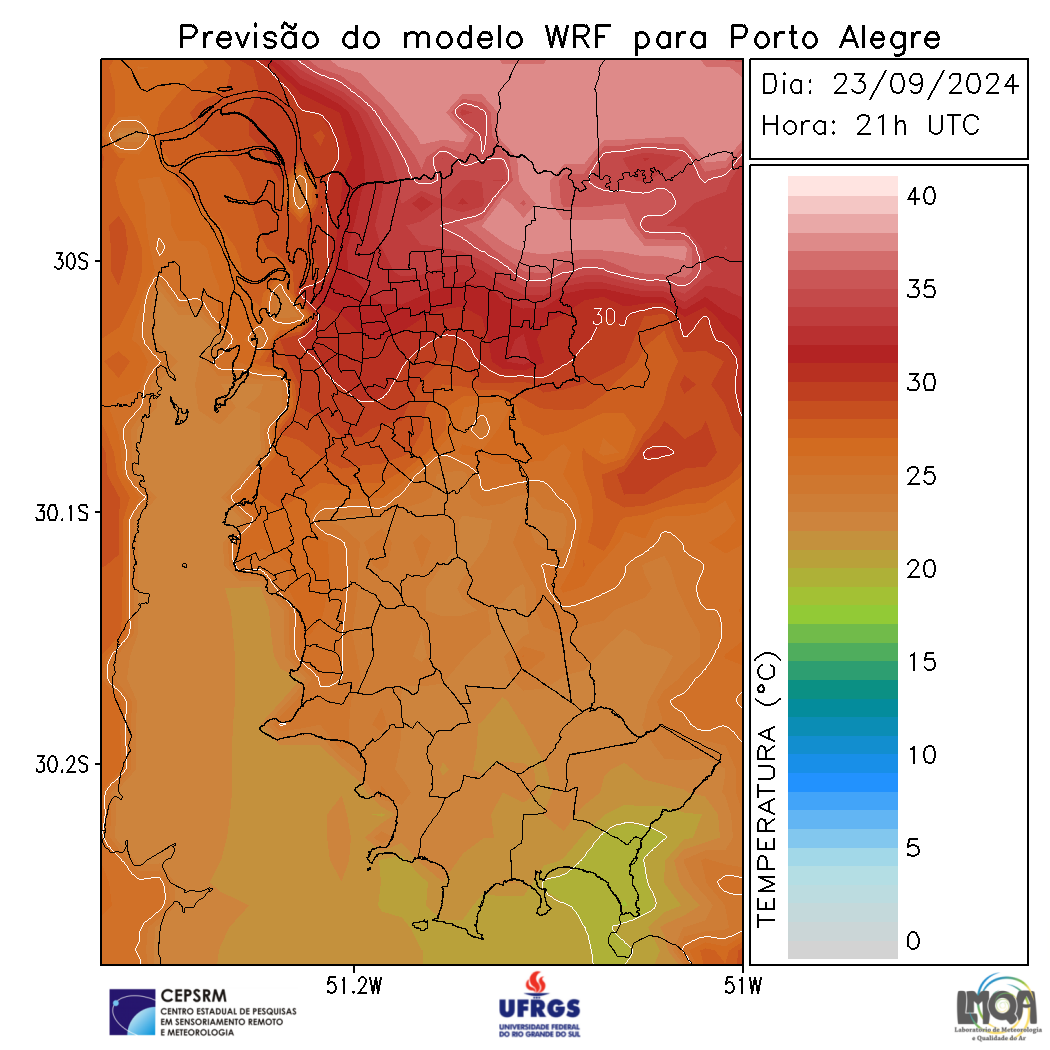 Previsão do modelo WRF para Porto Alegre
Dia: 23/09/2024
Hora: 21h UTC
30S
30.1S
30.2S
51.2W
51W
30
TEMPERATURA (°C)
40
35
30
25
20
15
10
5
0
CEPSRM
CENTRO ESTADUAL DE PESQUISAS
EM SENSORIAMENTO REMOTO
E METEOROLOGIA
UFRGS
UNIVERSIDADE FEDERAL
DO RIO GRANDE DO SUL
LMQA
Laboratório de Meteorologia
e Qualidade do Ar